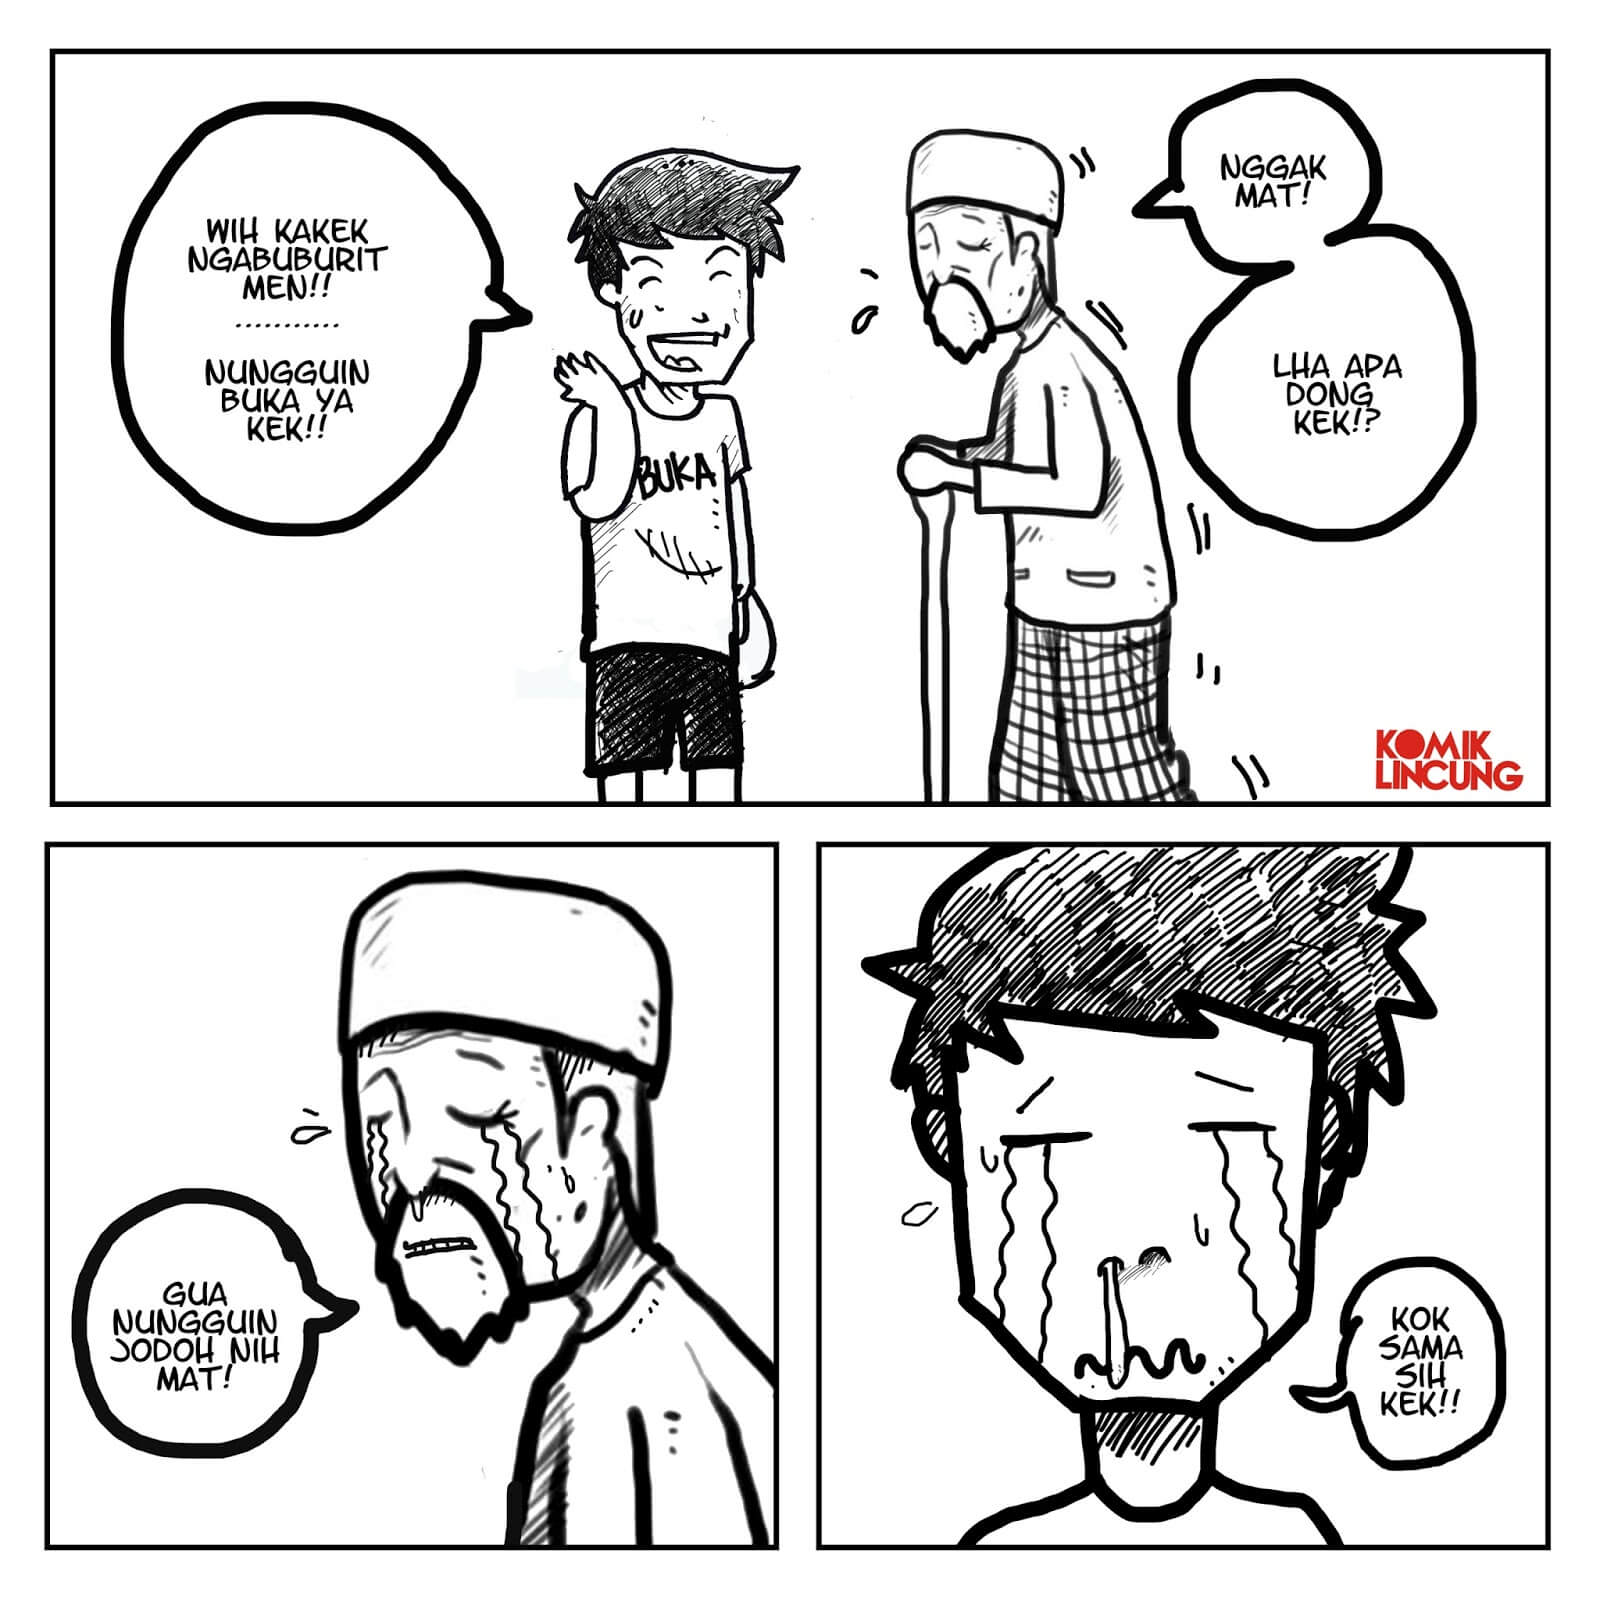 WIH KAKEK
NGABUBURIT
MEN!!
............
NUNGGUIN
BUKA YA
KEK!!
BUKA
NGGAK
MAT!
LHA APA
DONG
KEK!?
KOMIK
LINCUNG
GUA
NUNGGUIN
JODOH NIH
MAT!
KOK
SAMA
SIH
KEK!!